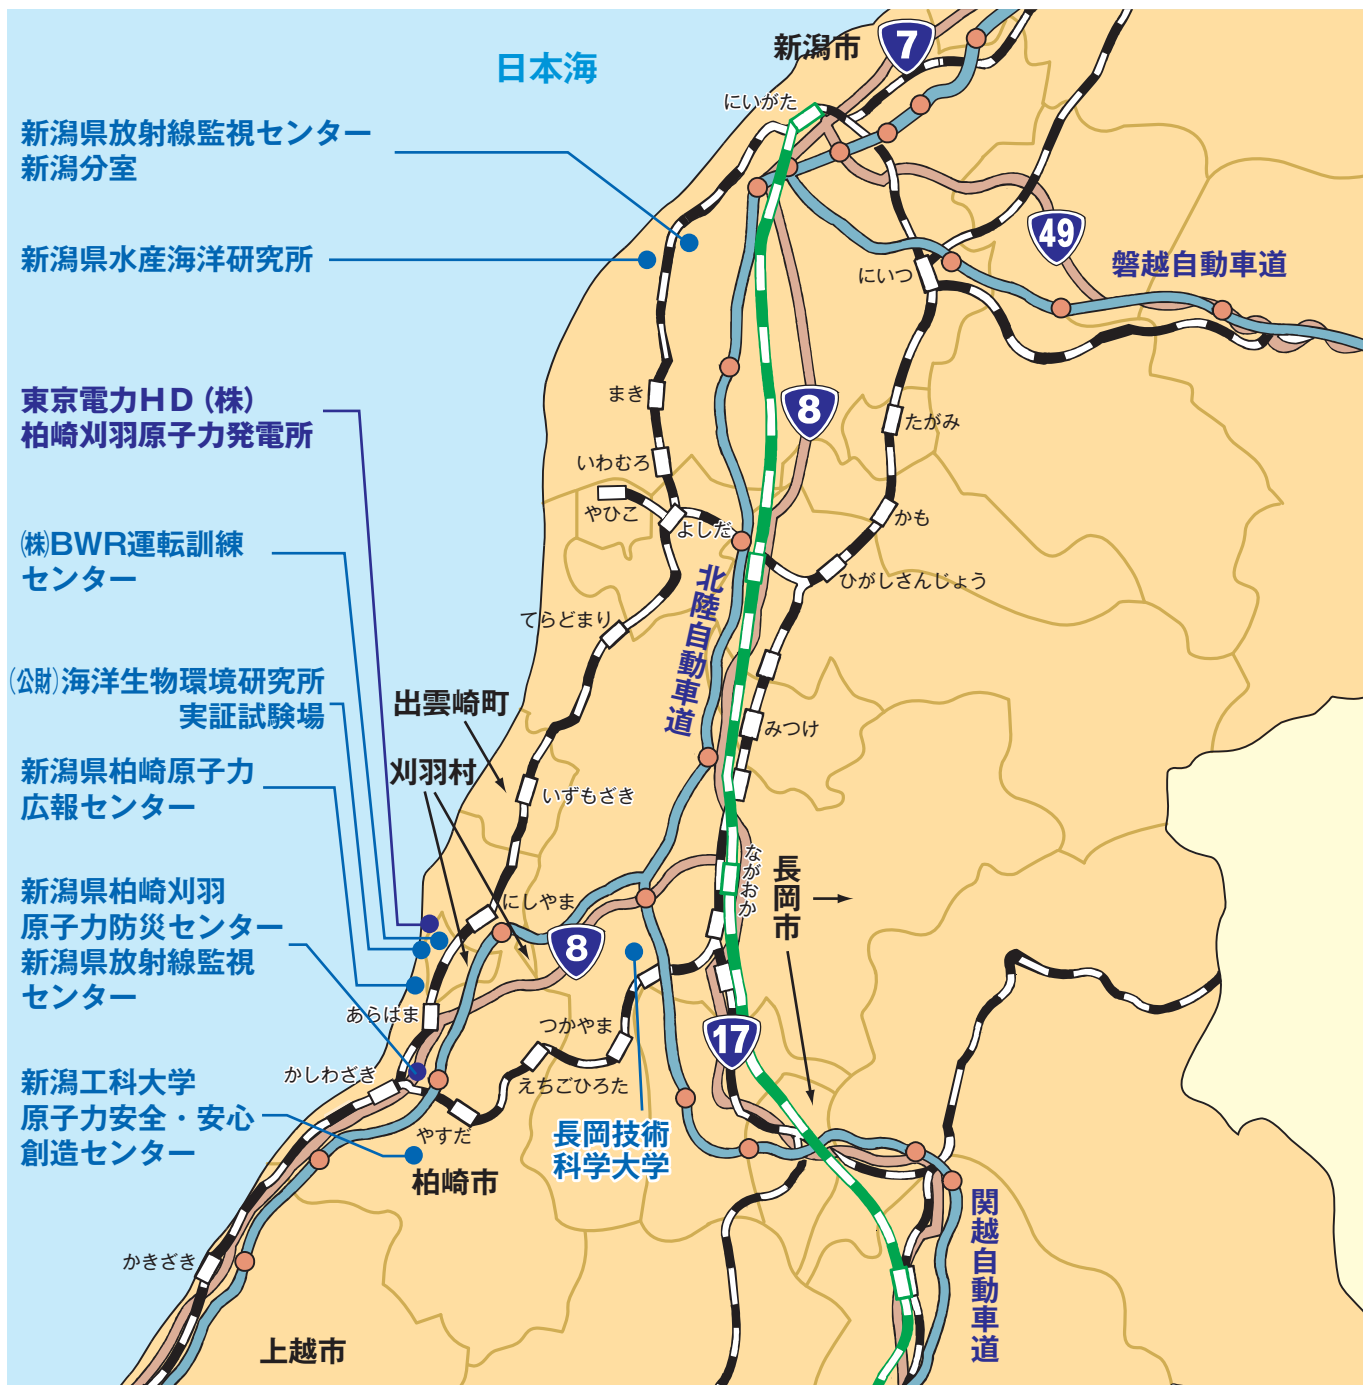 日本海
新潟市
7
にいがた
新潟県放射線監視センター
新潟分室
新潟県水産海洋研究所
49
磐越自動車道
にいつ
東京電力HD（株）
柏崎刈羽原子力発電所
まき
8
たがみ
いわむろ
やひこ
よしだ
かも
㈱BWR運転訓練
センター
北陸自動車道
ひがしさんじょう
てらどまり
(公財)海洋生物環境研究所
実証試験場
出雲崎町
みつけ
刈羽村
いずもざき
新潟県柏崎原子力
広報センター
ながおか
長岡市
新潟県柏崎刈羽
原子力防災センター
新潟県放射線監視
センター
にしやま
8
あらはま
つかやま
17
かしわざき
えちごひろた
新潟工科大学
原子力安全・安心
創造センター
やすだ
柏崎市
長岡技術
科学大学
関越自動車道
かきざき
上越市